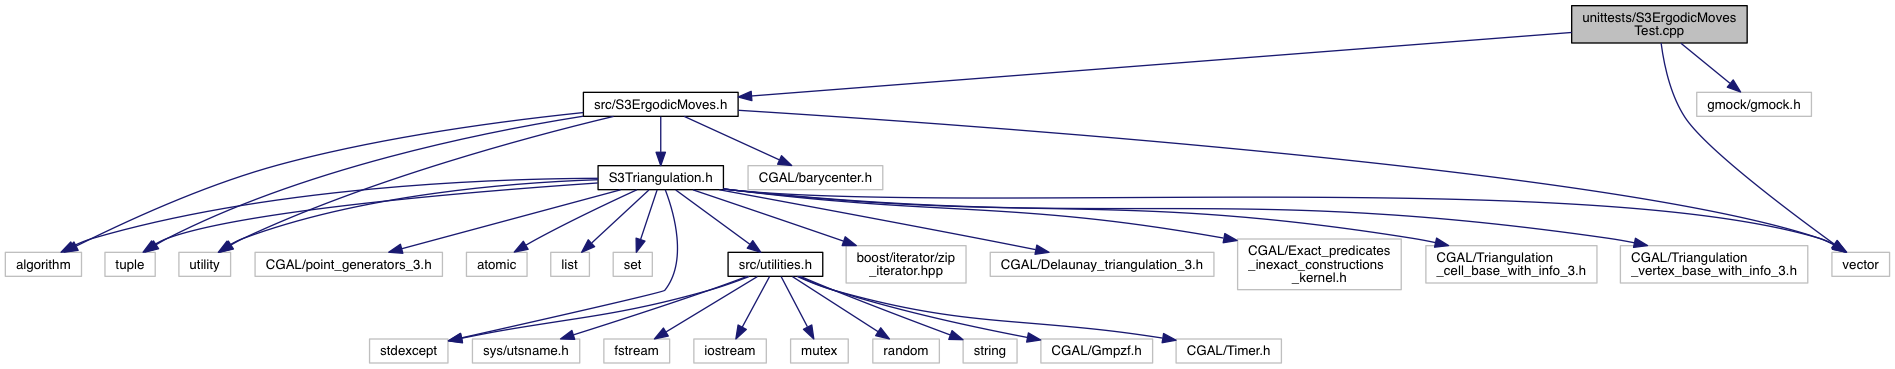 unittests/S3ErgodicMoves
Test.cpp
src/S3ErgodicMoves.h
gmock/gmock.h
S3Triangulation.h
CGAL/barycenter.h
algorithm
tuple
utility
CGAL/point_generators_3.h
atomic
list
set
src/utilities.h
boost/iterator/zip
_iterator.hpp
CGAL/Delaunay_triangulation_3.h
CGAL/Exact_predicates
_inexact_constructions
_kernel.h
CGAL/Triangulation
_cell_base_with_info_3.h
CGAL/Triangulation
_vertex_base_with_info_3.h
vector
stdexcept
sys/utsname.h
fstream
iostream
mutex
random
string
CGAL/Gmpzf.h
CGAL/Timer.h